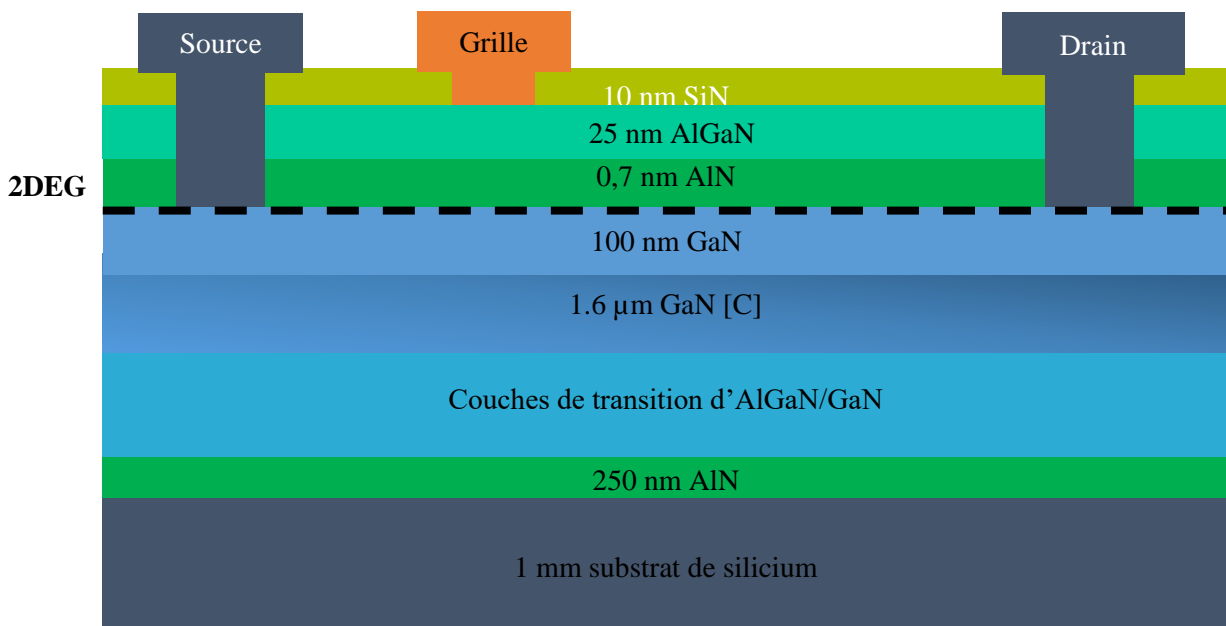 Source
Grille
Drain
10 nm SiN
25 nm AlGaN
0,7 nm AlN
2DEG
100 nm GaN
1.6 µm GaN [C]
Couches de transition d'AlGaN/GaN
250 nm AlN
1 mm substrat de silicium